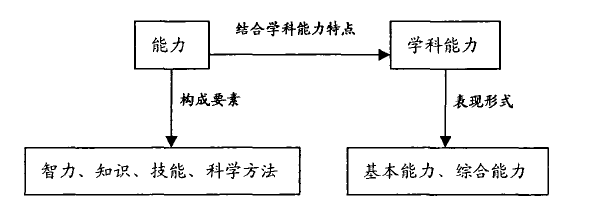 结合学科能力特点
能力
学科能力
构成要素
表现形式
智力、知识、技能、科学方法
基本能力、综合能力